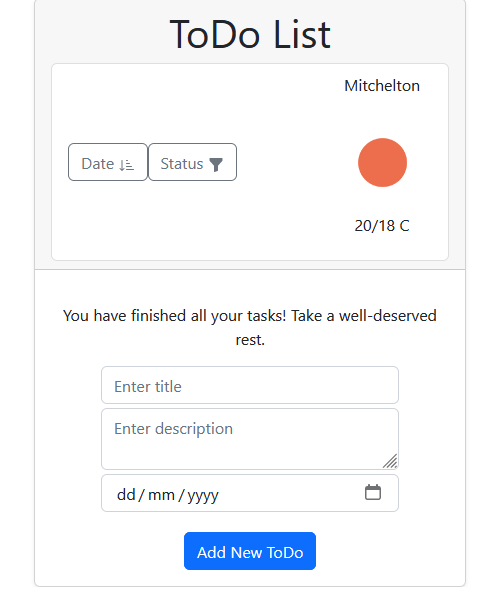 ToDo List
Mitchelton
Date Status
20/18 C
You have finished all your tasks! Take a well-deserved
rest.
Enter title
Enter description
dd/mm/yyyy
Add New ToDo